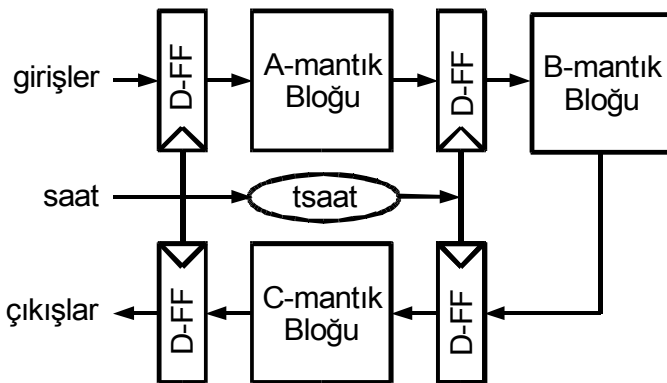 girişler
D-FF
A-mantık
Bloğu
D-FF
B-mantık
Bloğu
saat
tsaat
çıkışlar
D-FF
C-mantık
Bloğu
D-FF